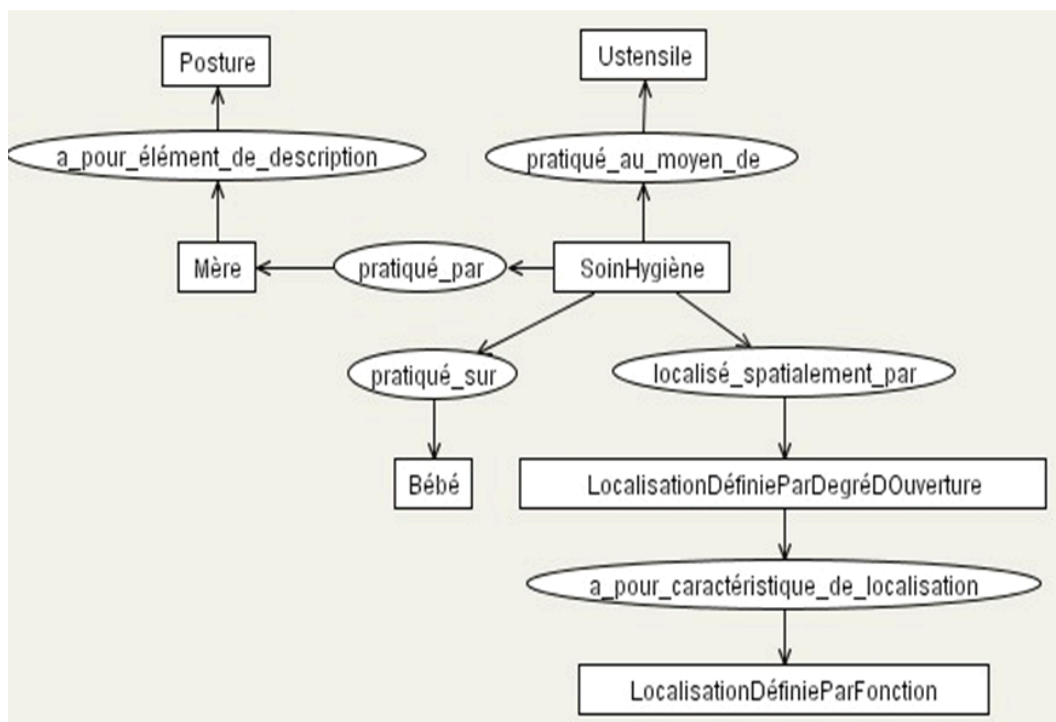 Posture
Ustensile
a_pour_élément_de_description
pratiqué_au_moyen_de
Mère
pratiqué_par
SoinHygiène
pratiqué_sur
localisé_spatialement_par
Bébé
LocalisationDéfinieParDegréDOuverture
a_pour_caractéristique_de_localisation
LocalisationDéfinieParFonction